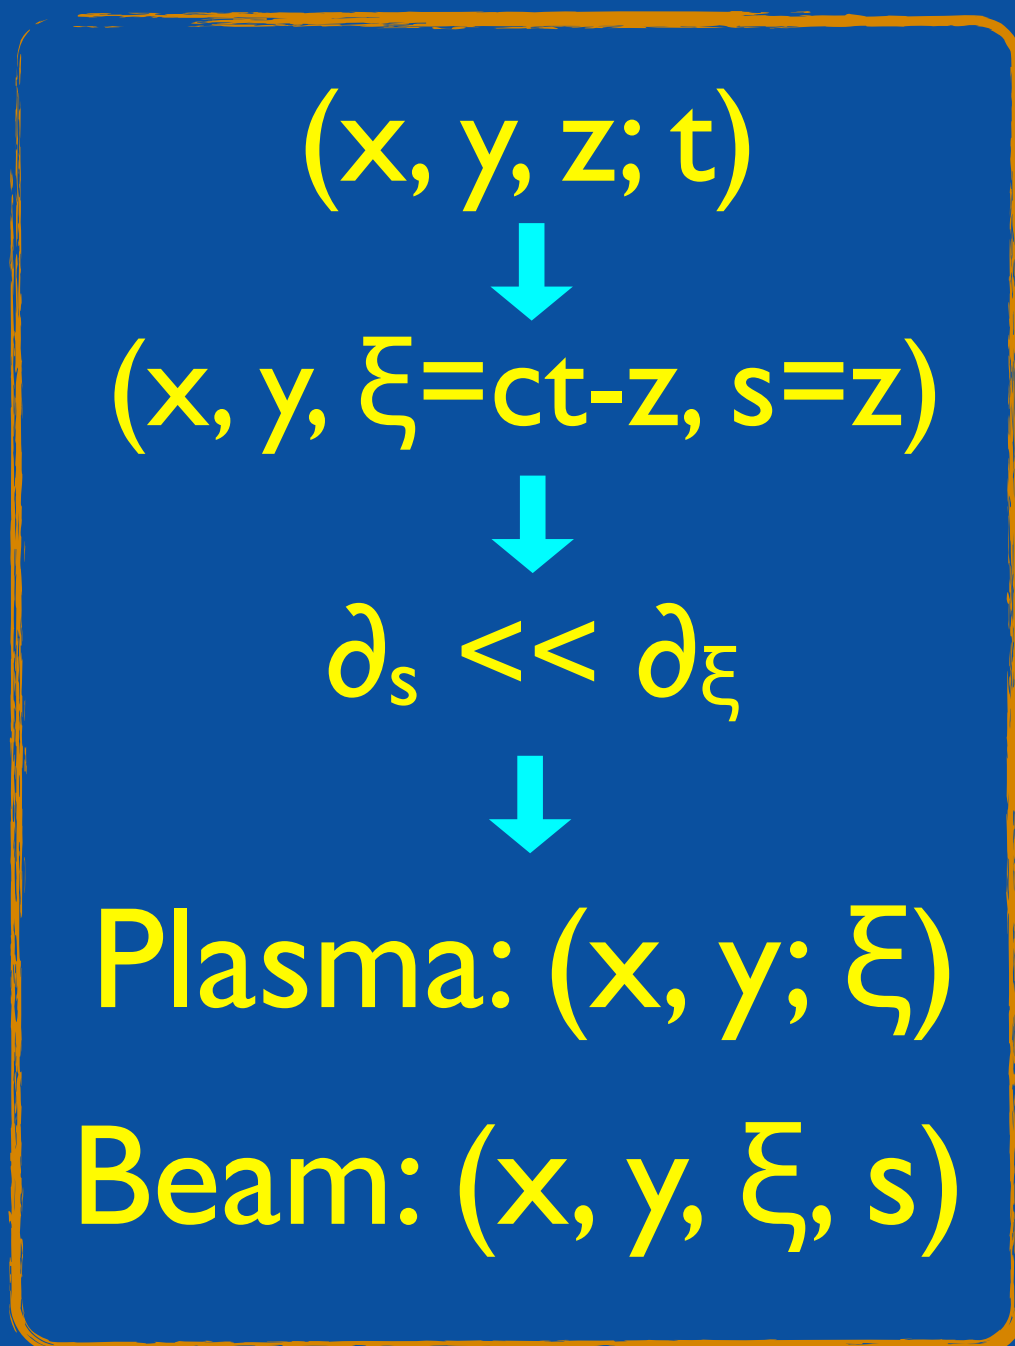 (x, y, z; t)
(x, y, ξ=ct-z, s=z)
∂ₛ << ∂ξ
Plasma: (x, y; ξ)
Beam: (x, y, ξ, s)